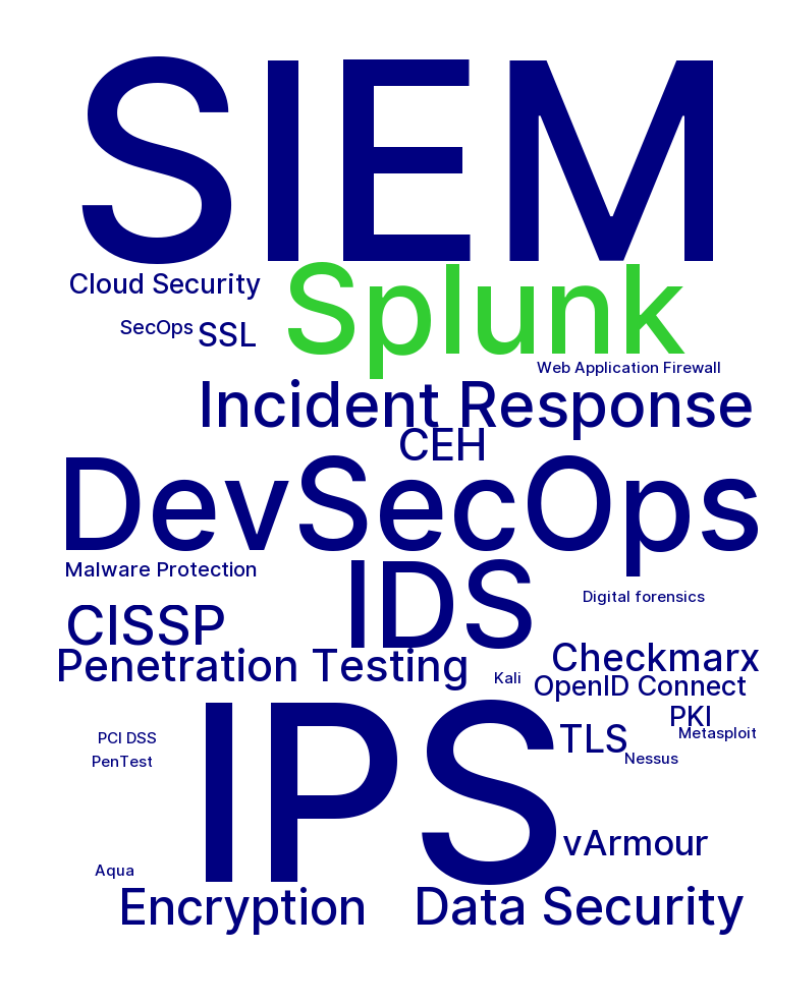 SIEM
Cloud Security
Splunk
SecOps
SSL
Web Application Firewall
Incident Response
CEH
DevSecOps
Malware Protection
IDS
Digital forensics
CISSP
Penetration Testing
Checkmarx
Kali
OpenID Connect
IPS
PKI
TLS
Metasploit
PCI DSS
Nessus
PenTest
vArmour
Aqua
Encryption
Data Security